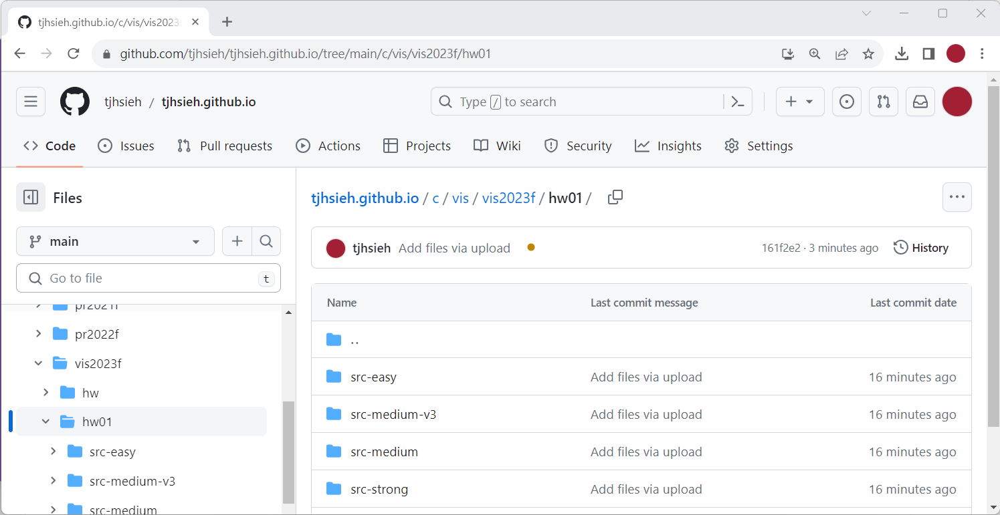 tjhsieh.github.io/c/vis/vis2023
github.com/tjhsieh/tjhsieh.github.io/tree/main/c/vis/vis2023f/hw01
tjhsieh / tjhsieh.github.io
Type / to search
Code Issues Pull requests Actions Projects Wiki Security Insights Settings
Files
main
Go to file t
pr2021f
pr2022f
vis2023f
hw
hw01
src-easy
src-medium-v3
src-medium
tjhsieh.github.io / c / vis / vis2023f / hw01 /
tjhsieh Add files via upload 161f2e2 · 3 minutes ago History
Name Last commit message Last commit date
..
src-easy Add files via upload 16 minutes ago
src-medium-v3 Add files via upload 16 minutes ago
src-medium Add files via upload 16 minutes ago
src-strong Add files via upload 16 minutes ago